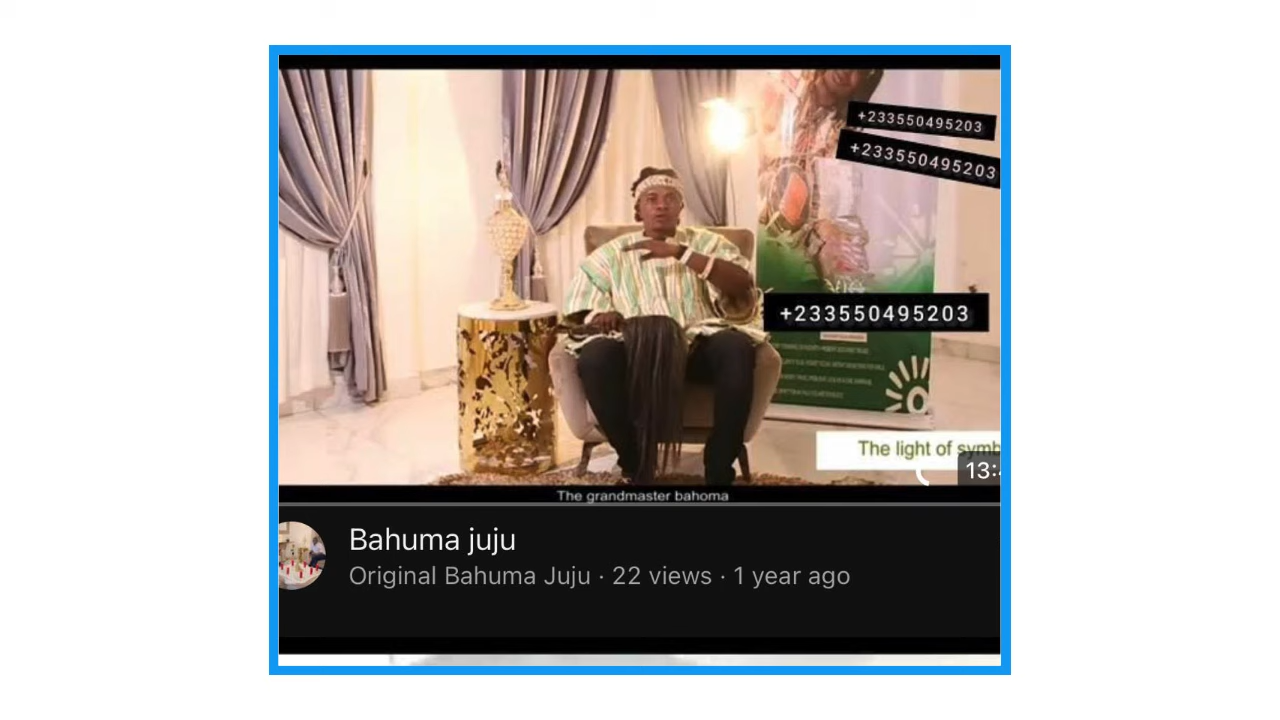 +233550495203
+233550495203
+233550495203
The light of symb
13:
The grandmaster bahoma
Bahuma juju
Original Bahuma Juju · 22 views · 1 year ago